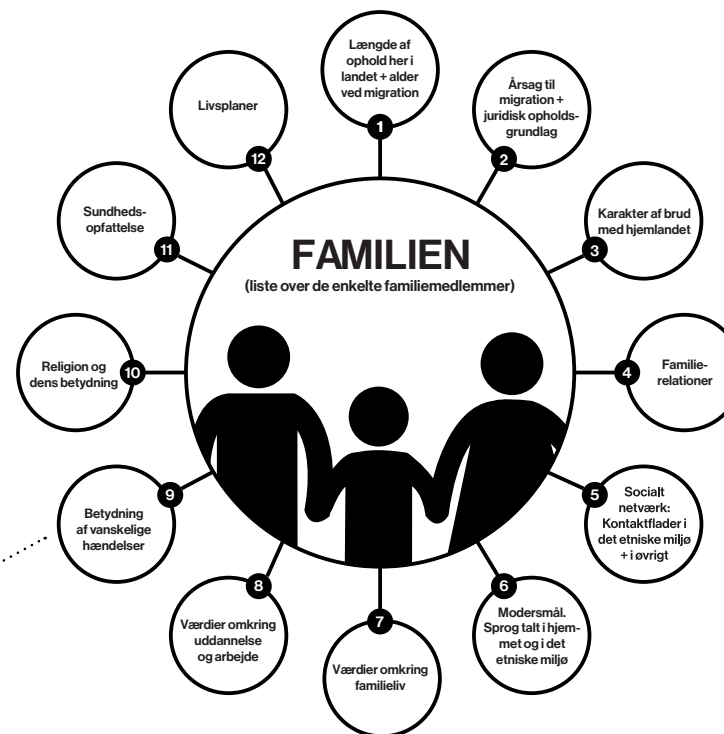 FAMILIEN
(liste over de enkelte familiemedlemmer)
Længde af
ophold her i
landet + alder
ved migration
1
Årsag til
migration +
juridisk opholds-
grundlag
2
Karakter af brud
med hjemlandet
3
Familie-
relationer
4
Socialt
netværk:
Kontaktflader i
det etniske miljø
+ i øvrigt
5
Modersmål.
Sprog talt i hjem-
met og i det
etniske miljø
6
Værdier omkring
familieliv
7
Værdier omkring
uddannelse
og arbejde
8
Betydning
af vanskelige
hændelser
9
Religion og
dens betydning
10
Sundheds-
opfattelse
11
Livsplaner
12